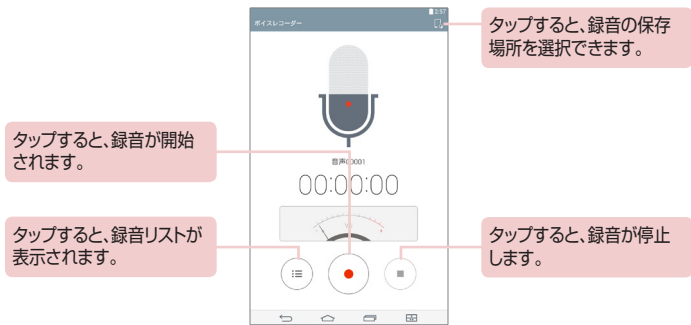 2:57
ボイスレコーダー
タップすると、録音の保存
場所を選択できます。
タップすると、録音が開始
されます。
音声00001
00:00:00
タップすると、録音リストが
表示されます。
タップすると、録音が停止
します。